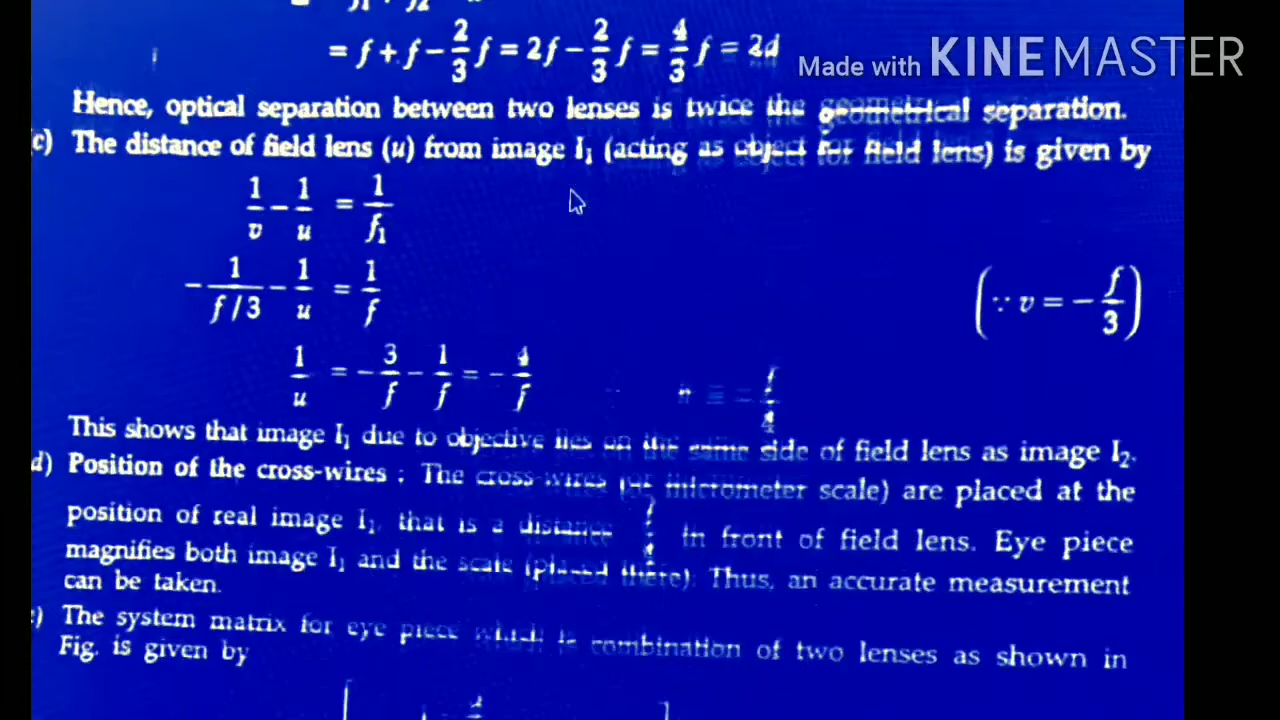 = f + f − 2/3 f = 2f − 2/3 f = 4/3 f = 2d
Made with KINEMASTER
Hence, optical separation between two lenses is twice the geometrical separation.
c) The distance of field lens (u) from image I₁ (acting as object for field lens) is given by
1/v − 1/u = 1/f₁
− 1/(f/3) − 1/u = 1/f (∵ v = − f/3)
1/u = − 3/f − 1/f = − 4/f u = − f/4
This shows that image I₁ due to objective lies on the same side of field lens as image I₂.
d) Position of the cross-wires : The cross-wires (or micrometer scale) are placed at the
position of real image I₁, that is a distance f/4 in front of field lens. Eye piece
magnifies both image I₁ and the scale (placed there). Thus, an accurate measurement
can be taken.
) The system matrix for eye piece which is combination of two lenses as shown in
Fig. is given by